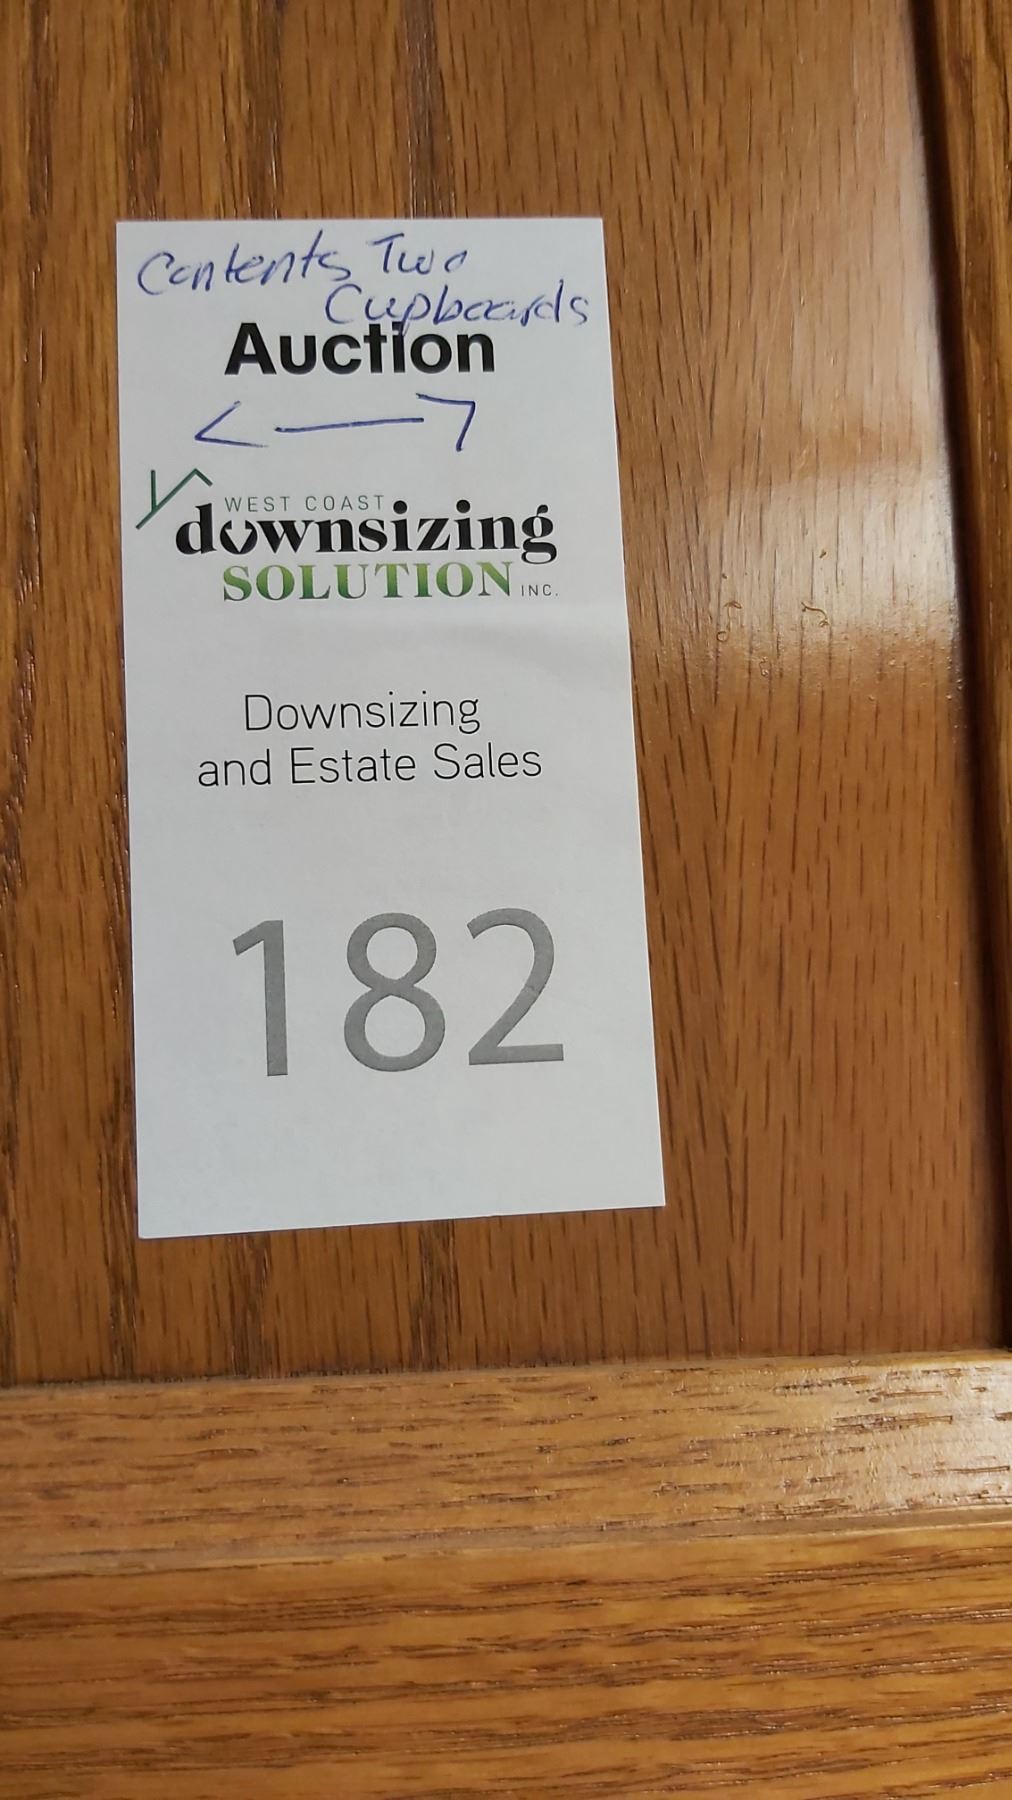 Contents Two
Cupboards
Auction
WEST COAST
downsizing
SOLUTION INC.
Downsizing
and Estate Sales
182